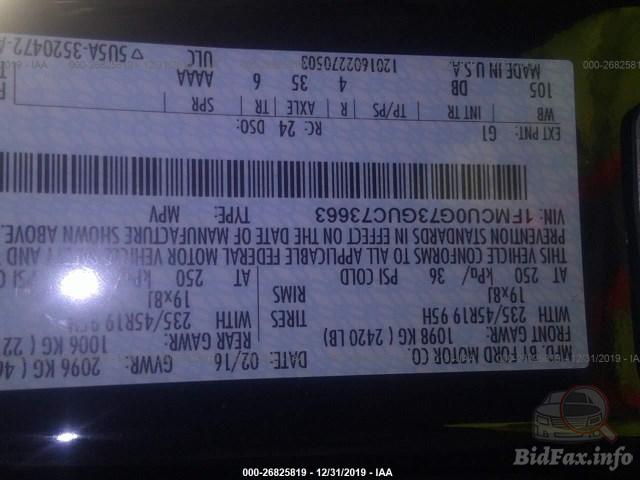 MFD. BY FORD MOTOR CO.
DATE: 02/16 GVWR: 2096 KG
FRONT GAWR: REAR GAWR:
1098 KG ( 2420 LB) 1006 KG
WITH 235/45R19 95H TIRES WITH 235/45R19 95H
19x8J RIMS 19x8J
AT 250 kPa/ 36 PSI COLD AT 250 kPa/ PSI
THIS VEHICLE CONFORMS TO ALL APPLICABLE FEDERAL MOTOR VEHICLE AND
PREVENTION STANDARDS IN EFFECT ON THE DATE OF MANUFACTURE SHOWN ABOVE.
VIN: 1FMCU0G73GUC73663 TYPE: MPV
EXT PNT: G1 RC: 24 DSO:
WB INT TR TP/PS R AXLE TR SPR
105 DB 4 35 6 AAAA
MADE IN U.S.A. 1201602270503 ULC 5U5A-3520472-
000-26825819 - 12/31/2019 - IAA
BidFax.info